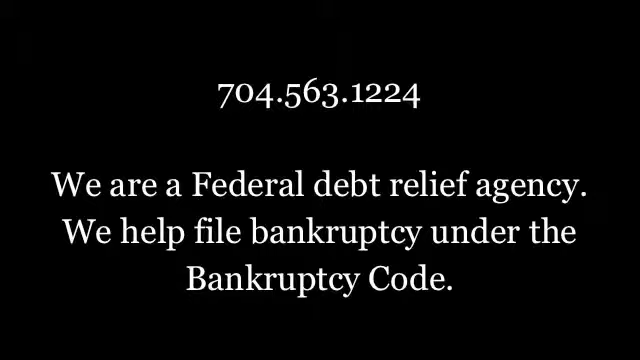 704.563.1224
We are a Federal debt relief agency.
We help file bankruptcy under the
Bankruptcy Code.